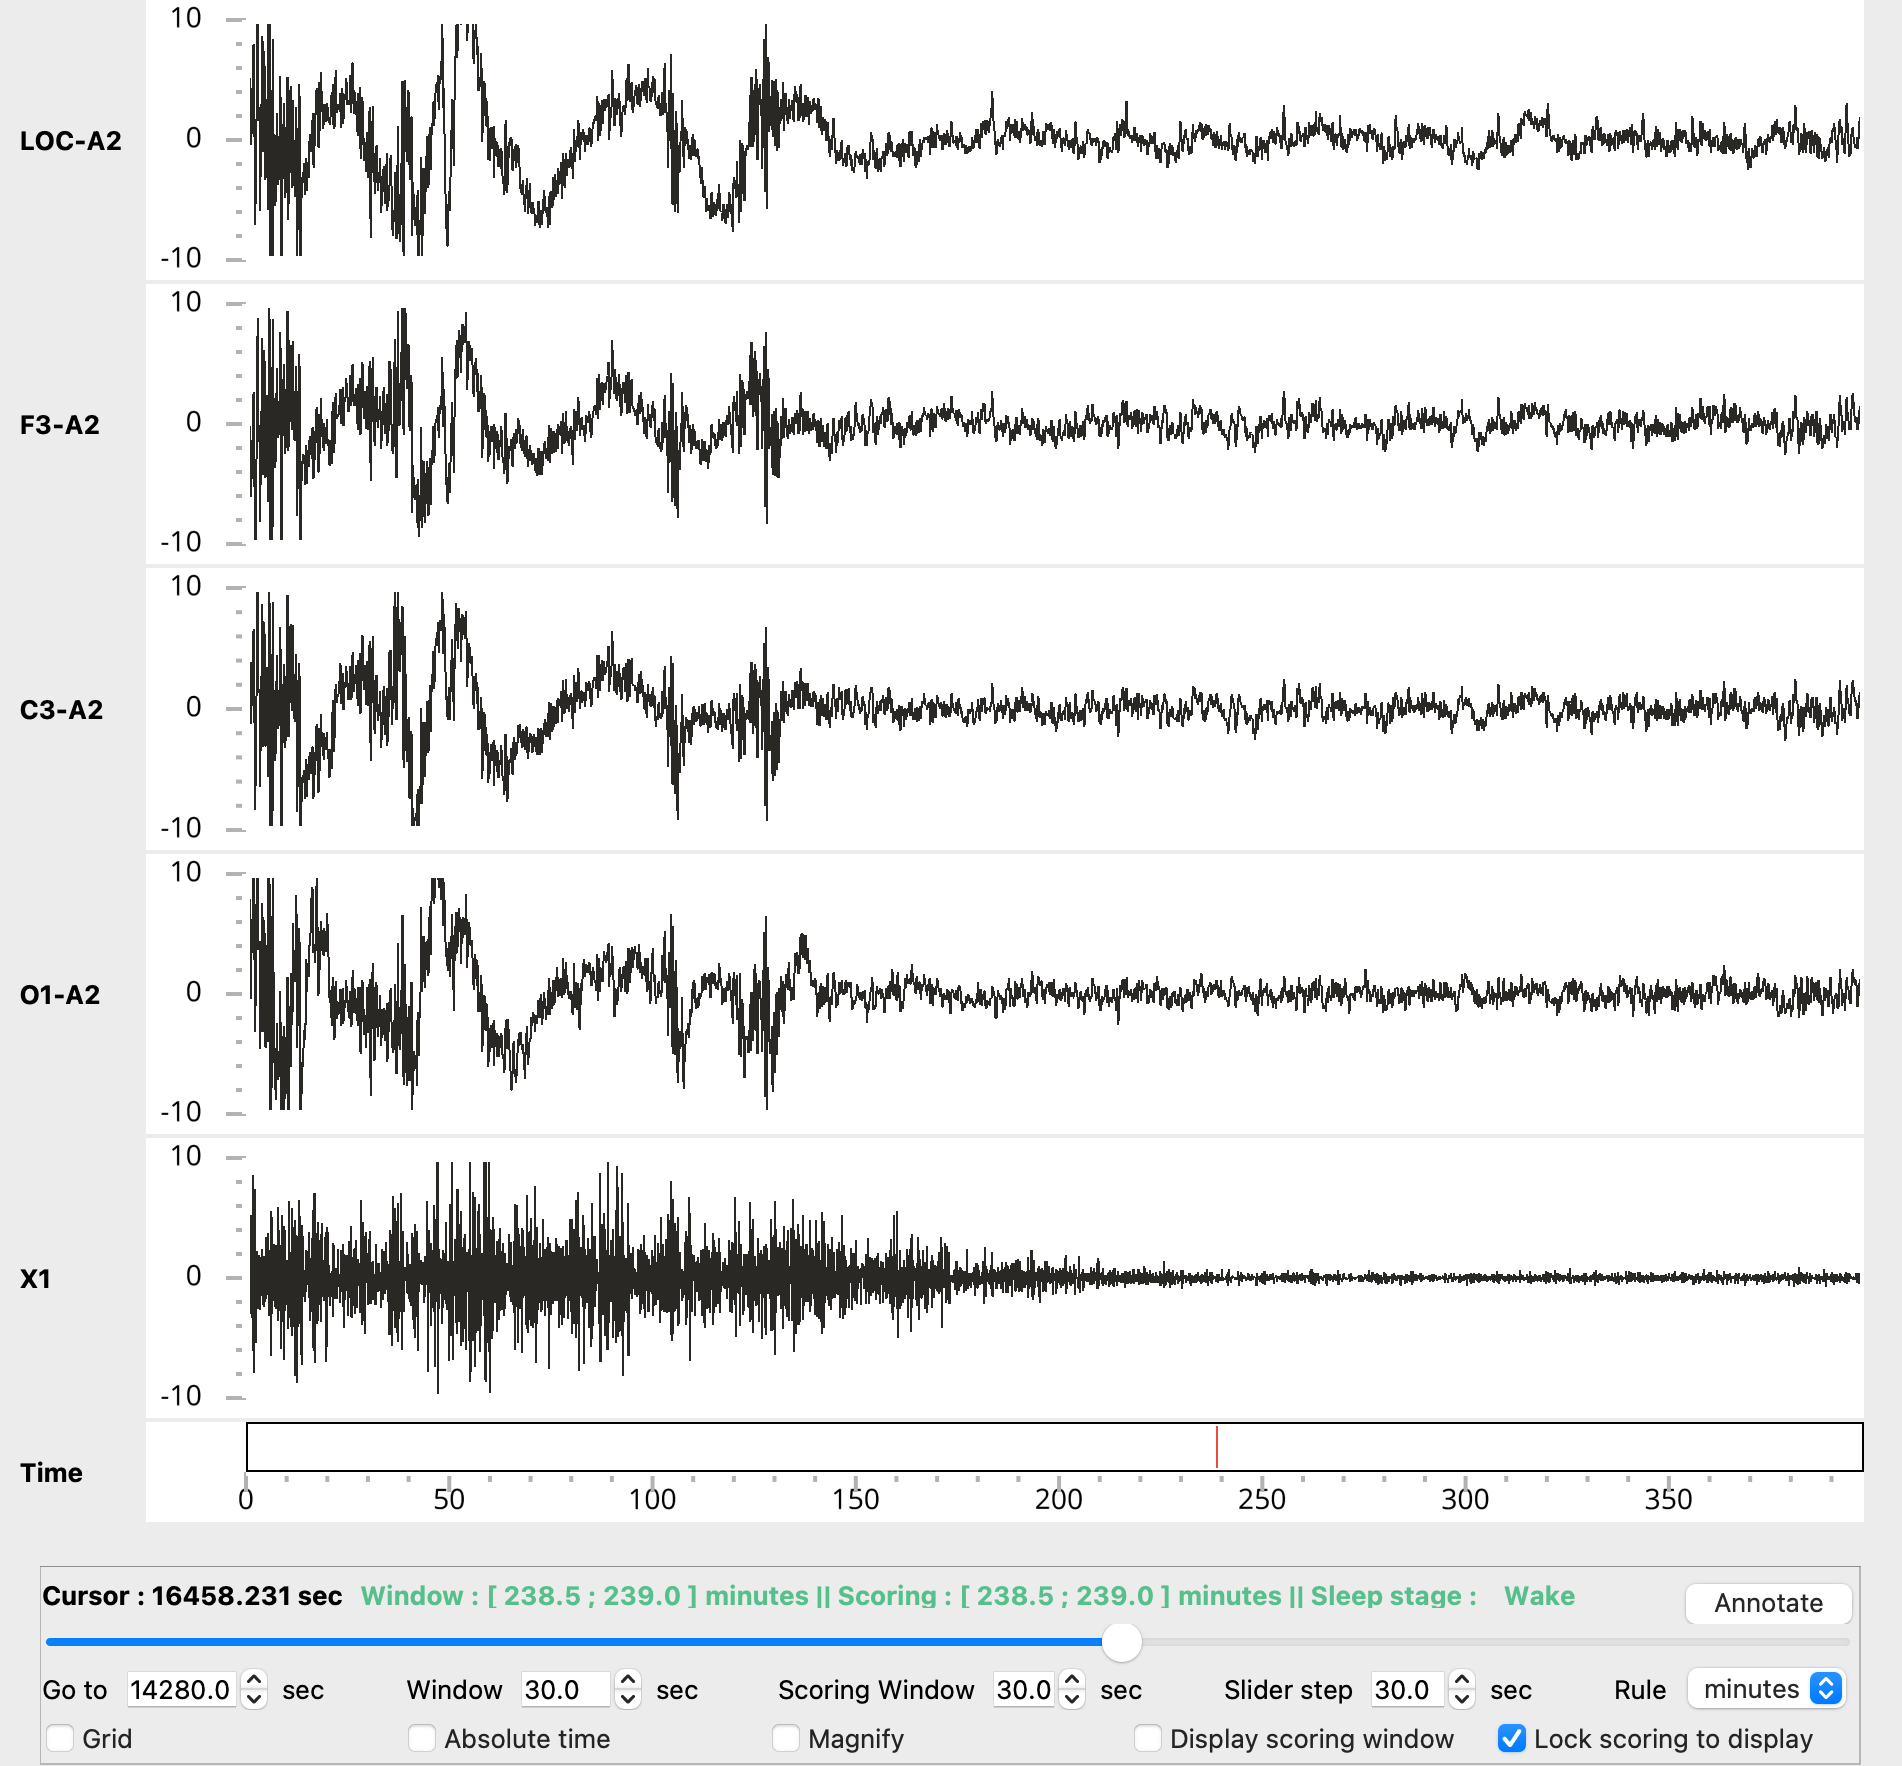 10
LOC-A2
0
-10
10
F3-A2
0
-10
10
C3-A2
0
-10
10
O1-A2
0
-10
10
X1
0
-10
Time
0 50 100 150 200 250 300 350
Cursor : 16458.231 sec Window : [ 238.5 ; 239.0 ] minutes || Scoring : [ 238.5 ; 239.0 ] minutes || Sleep stage : Wake Annotate
Go to 14280.0 sec Window 30.0 sec Scoring Window 30.0 sec Slider step 30.0 sec Rule minutes
Grid Absolute time Magnify Display scoring window Lock scoring to display